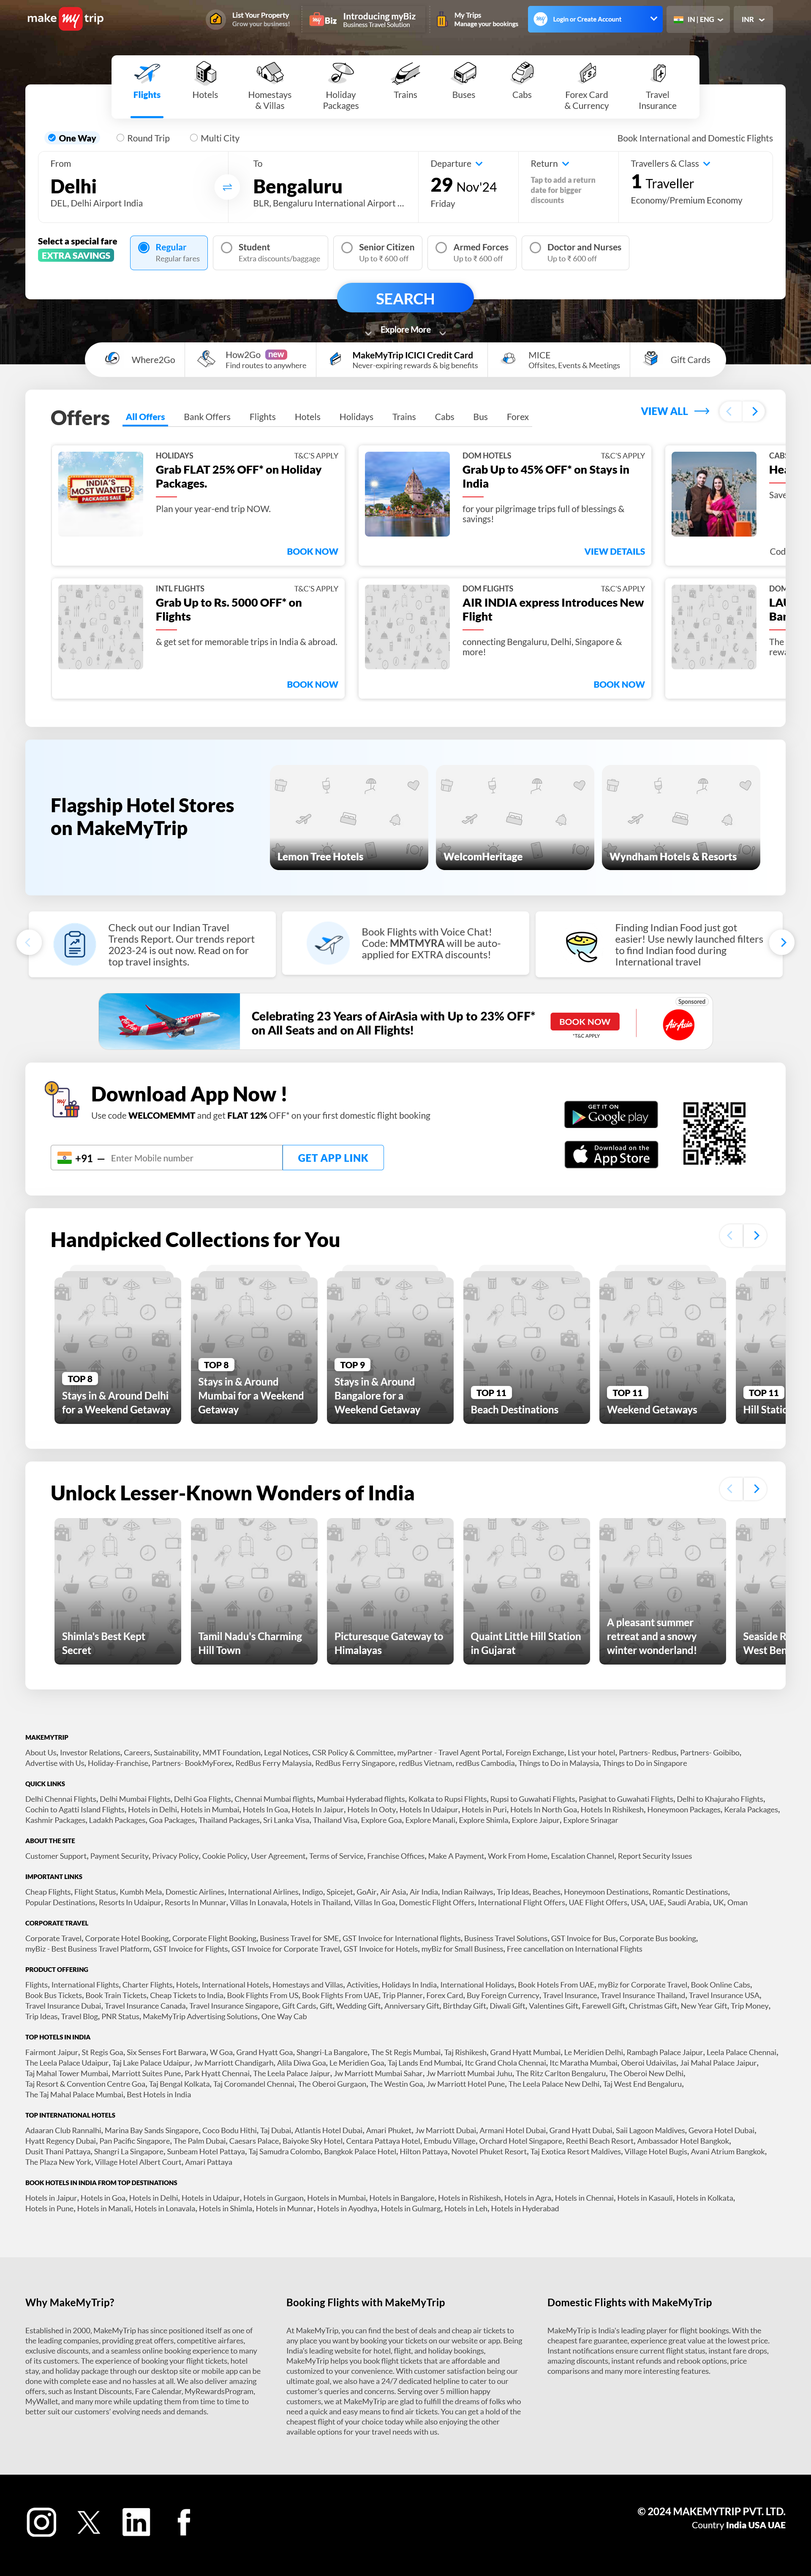 make my trip
List Your Property
Grow your business!
my Biz
Introducing myBiz
Business Travel Solution
My Trips
Manage your bookings
my
Login or Create Account
IN | ENG
INR
Flights
Hotels
Homestays
& Villas
Holiday
Packages
Trains
Buses
Cabs
Forex Card
& Currency
Travel
Insurance
One Way
Round Trip
Multi City
Book International and Domestic Flights
From
Delhi
DEL, Delhi Airport India
To
Bengaluru
BLR, Bengaluru International Airport ...
Departure
29 Nov'24
Friday
Return
Tap to add a return
date for bigger
discounts
Travellers & Class
1 Traveller
Economy/Premium Economy
Select a special fare
EXTRA SAVINGS
Regular
Regular fares
Student
Extra discounts/baggage
Senior Citizen
Up to ₹ 600 off
Armed Forces
Up to ₹ 600 off
Doctor and Nurses
Up to ₹ 600 off
SEARCH
Explore More
Where2Go
How2Go new
Find routes to anywhere
MakeMyTrip ICICI Credit Card
Never-expiring rewards & big benefits
MICE
Offsites, Events & Meetings
Gift Cards
Offers
All Offers
Bank Offers
Flights
Hotels
Holidays
Trains
Cabs
Bus
Forex
VIEW ALL
INDIA'S
MOST WANTED
PACKAGES SALE
HOLIDAYS
T&C'S APPLY
Grab FLAT 25% OFF* on Holiday
Packages.
Plan your year-end trip NOW.
BOOK NOW
DOM HOTELS
T&C'S APPLY
Grab Up to 45% OFF* on Stays in
India
for your pilgrimage trips full of blessings &
savings!
VIEW DETAILS
CABS
Hea
Save
Cod
INTL FLIGHTS
T&C'S APPLY
Grab Up to Rs. 5000 OFF* on
Flights
& get set for memorable trips in India & abroad.
BOOK NOW
DOM FLIGHTS
T&C'S APPLY
AIR INDIA express Introduces New
Flight
connecting Bengaluru, Delhi, Singapore &
more!
BOOK NOW
DOM
LAU
Ban
The
rewa
Flagship Hotel Stores
on MakeMyTrip
Lemon Tree Hotels
WelcomHeritage
Wyndham Hotels & Resorts
Check out our Indian Travel
Trends Report. Our trends report
2023-24 is out now. Read on for
top travel insights.
Book Flights with Voice Chat!
Code: MMTMYRA will be auto-
applied for EXTRA discounts!
Finding Indian Food just got
easier! Use newly launched filters
to find Indian food during
International travel
Celebrating 23 Years of AirAsia with Up to 23% OFF*
on All Seats and on All Flights!
BOOK NOW
*T&C APPLY
Sponsored
AirAsia
Download App Now !
Use code WELCOMEMMT and get FLAT 12% OFF* on your first domestic flight booking
+91
Enter Mobile number
GET APP LINK
GET IT ON
Google play
Download on the
App Store
Handpicked Collections for You
TOP 8
Stays in & Around Delhi
for a Weekend Getaway
TOP 8
Stays in & Around
Mumbai for a Weekend
Getaway
TOP 9
Stays in & Around
Bangalore for a
Weekend Getaway
TOP 11
Beach Destinations
TOP 11
Weekend Getaways
TOP 11
Hill Static
Unlock Lesser-Known Wonders of India
Shimla's Best Kept
Secret
Tamil Nadu's Charming
Hill Town
Picturesque Gateway to
Himalayas
Quaint Little Hill Station
in Gujarat
A pleasant summer
retreat and a snowy
winter wonderland!
Seaside R
West Ben
MAKEMYTRIP
About Us, Investor Relations, Careers, Sustainability, MMT Foundation, Legal Notices, CSR Policy & Committee, myPartner - Travel Agent Portal, Foreign Exchange, List your hotel, Partners- Redbus, Partners- Goibibo,
Advertise with Us, Holiday-Franchise, Partners- BookMyForex, RedBus Ferry Malaysia, RedBus Ferry Singapore, redBus Vietnam, redBus Cambodia, Things to Do in Malaysia, Things to Do in Singapore
QUICK LINKS
Delhi Chennai Flights, Delhi Mumbai Flights, Delhi Goa Flights, Chennai Mumbai flights, Mumbai Hyderabad flights, Kolkata to Rupsi Flights, Rupsi to Guwahati Flights, Pasighat to Guwahati Flights, Delhi to Khajuraho Flights,
Cochin to Agatti Island Flights, Hotels in Delhi, Hotels in Mumbai, Hotels In Goa, Hotels In Jaipur, Hotels In Ooty, Hotels In Udaipur, Hotels in Puri, Hotels In North Goa, Hotels In Rishikesh, Honeymoon Packages, Kerala Packages,
Kashmir Packages, Ladakh Packages, Goa Packages, Thailand Packages, Sri Lanka Visa, Thailand Visa, Explore Goa, Explore Manali, Explore Shimla, Explore Jaipur, Explore Srinagar
ABOUT THE SITE
Customer Support, Payment Security, Privacy Policy, Cookie Policy, User Agreement, Terms of Service, Franchise Offices, Make A Payment, Work From Home, Escalation Channel, Report Security Issues
IMPORTANT LINKS
Cheap Flights, Flight Status, Kumbh Mela, Domestic Airlines, International Airlines, Indigo, Spicejet, GoAir, Air Asia, Air India, Indian Railways, Trip Ideas, Beaches, Honeymoon Destinations, Romantic Destinations,
Popular Destinations, Resorts In Udaipur, Resorts In Munnar, Villas In Lonavala, Hotels in Thailand, Villas In Goa, Domestic Flight Offers, International Flight Offers, UAE Flight Offers, USA, UAE, Saudi Arabia, UK, Oman
CORPORATE TRAVEL
Corporate Travel, Corporate Hotel Booking, Corporate Flight Booking, Business Travel for SME, GST Invoice for International flights, Business Travel Solutions, GST Invoice for Bus, Corporate Bus booking,
myBiz - Best Business Travel Platform, GST Invoice for Flights, GST Invoice for Corporate Travel, GST Invoice for Hotels, myBiz for Small Business, Free cancellation on International Flights
PRODUCT OFFERING
Flights, International Flights, Charter Flights, Hotels, International Hotels, Homestays and Villas, Activities, Holidays In India, International Holidays, Book Hotels From UAE, myBiz for Corporate Travel, Book Online Cabs,
Book Bus Tickets, Book Train Tickets, Cheap Tickets to India, Book Flights From US, Book Flights From UAE, Trip Planner, Forex Card, Buy Foreign Currency, Travel Insurance, Travel Insurance Thailand, Travel Insurance USA,
Travel Insurance Dubai, Travel Insurance Canada, Travel Insurance Singapore, Gift Cards, Gift, Wedding Gift, Anniversary Gift, Birthday Gift, Diwali Gift, Valentines Gift, Farewell Gift, Christmas Gift, New Year Gift, Trip Money,
Trip Ideas, Travel Blog, PNR Status, MakeMyTrip Advertising Solutions, One Way Cab
TOP HOTELS IN INDIA
Fairmont Jaipur, St Regis Goa, Six Senses Fort Barwara, W Goa, Grand Hyatt Goa, Shangri-La Bangalore, The St Regis Mumbai, Taj Rishikesh, Grand Hyatt Mumbai, Le Meridien Delhi, Rambagh Palace Jaipur, Leela Palace Chennai,
The Leela Palace Udaipur, Taj Lake Palace Udaipur, Jw Marriott Chandigarh, Alila Diwa Goa, Le Meridien Goa, Taj Lands End Mumbai, Itc Grand Chola Chennai, Itc Maratha Mumbai, Oberoi Udaivilas, Jai Mahal Palace Jaipur,
Taj Mahal Tower Mumbai, Marriott Suites Pune, Park Hyatt Chennai, The Leela Palace Jaipur, Jw Marriott Mumbai Sahar, Jw Marriott Mumbai Juhu, The Ritz Carlton Bengaluru, The Oberoi New Delhi,
Taj Resort & Convention Centre Goa, Taj Bengal Kolkata, Taj Coromandel Chennai, The Oberoi Gurgaon, The Westin Goa, Jw Marriott Hotel Pune, The Leela Palace New Delhi, Taj West End Bengaluru,
The Taj Mahal Palace Mumbai, Best Hotels in India
TOP INTERNATIONAL HOTELS
Adaaran Club Rannalhi, Marina Bay Sands Singapore, Coco Bodu Hithi, Taj Dubai, Atlantis Hotel Dubai, Amari Phuket, Jw Marriott Dubai, Armani Hotel Dubai, Grand Hyatt Dubai, Saii Lagoon Maldives, Gevora Hotel Dubai,
Hyatt Regency Dubai, Pan Pacific Singapore, The Palm Dubai, Caesars Palace, Baiyoke Sky Hotel, Centara Pattaya Hotel, Embudu Village, Orchard Hotel Singapore, Reethi Beach Resort, Ambassador Hotel Bangkok,
Dusit Thani Pattaya, Shangri La Singapore, Sunbeam Hotel Pattaya, Taj Samudra Colombo, Bangkok Palace Hotel, Hilton Pattaya, Novotel Phuket Resort, Taj Exotica Resort Maldives, Village Hotel Bugis, Avani Atrium Bangkok,
The Plaza New York, Village Hotel Albert Court, Amari Pattaya
BOOK HOTELS IN INDIA FROM TOP DESTINATIONS
Hotels in Jaipur, Hotels in Goa, Hotels in Delhi, Hotels in Udaipur, Hotels in Gurgaon, Hotels in Mumbai, Hotels in Bangalore, Hotels in Rishikesh, Hotels in Agra, Hotels in Chennai, Hotels in Kasauli, Hotels in Kolkata,
Hotels in Pune, Hotels in Manali, Hotels in Lonavala, Hotels in Shimla, Hotels in Munnar, Hotels in Ayodhya, Hotels in Gulmarg, Hotels in Leh, Hotels in Hyderabad
Why MakeMyTrip?
Established in 2000, MakeMyTrip has since positioned itself as one of
the leading companies, providing great offers, competitive airfares,
exclusive discounts, and a seamless online booking experience to many
of its customers. The experience of booking your flight tickets, hotel
stay, and holiday package through our desktop site or mobile app can be
done with complete ease and no hassles at all. We also deliver amazing
offers, such as Instant Discounts, Fare Calendar, MyRewardsProgram,
MyWallet, and many more while updating them from time to time to
better suit our customers' evolving needs and demands.
Booking Flights with MakeMyTrip
At MakeMyTrip, you can find the best of deals and cheap air tickets to
any place you want by booking your tickets on our website or app. Being
India's leading website for hotel, flight, and holiday bookings,
MakeMyTrip helps you book flight tickets that are affordable and
customized to your convenience. With customer satisfaction being our
ultimate goal, we also have a 24/7 dedicated helpline to cater to our
customer's queries and concerns. Serving over 5 million happy
customers, we at MakeMyTrip are glad to fulfill the dreams of folks who
need a quick and easy means to find air tickets. You can get a hold of the
cheapest flight of your choice today while also enjoying the other
available options for your travel needs with us.
Domestic Flights with MakeMyTrip
MakeMyTrip is India's leading player for flight bookings. With the
cheapest fare guarantee, experience great value at the lowest price.
Instant notifications ensure current flight status, instant fare drops,
amazing discounts, instant refunds and rebook options, price
comparisons and many more interesting features.
© 2024 MAKEMYTRIP PVT. LTD.
Country India USA UAE